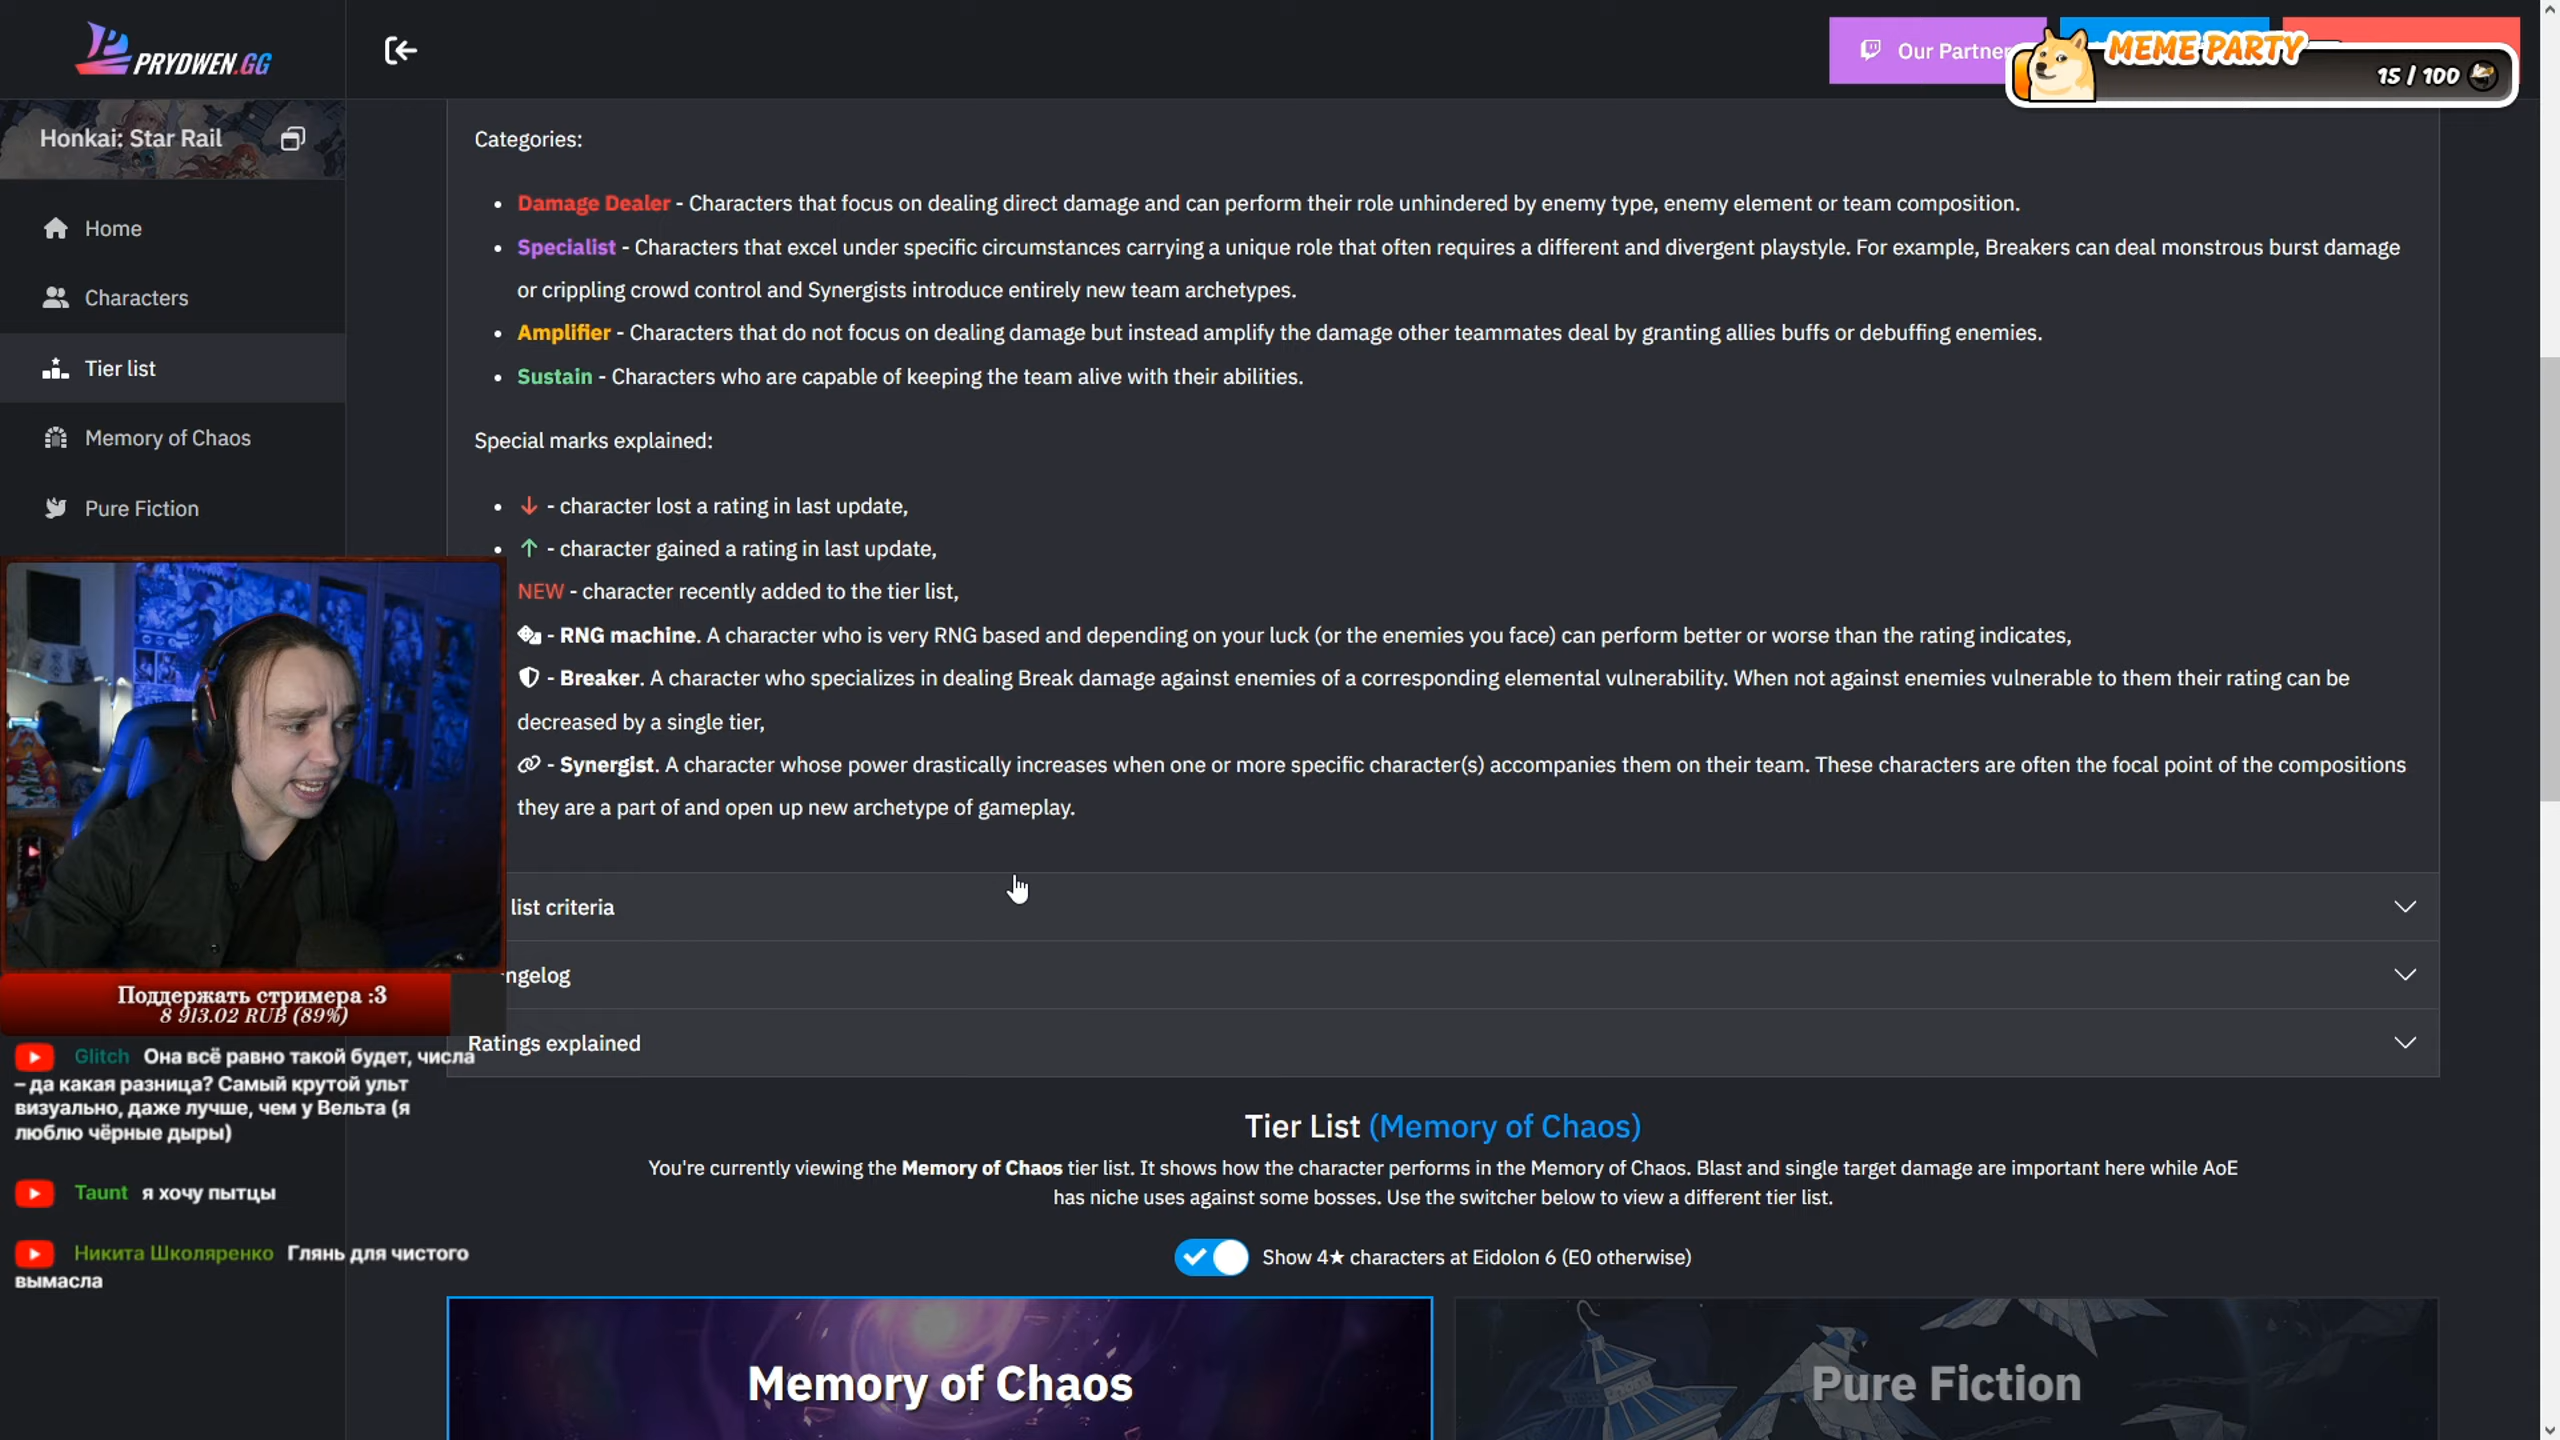 PRYDWEN.GG
Our Partner
MEME PARTY
15 / 100
Honkai: Star Rail
Home
Characters
Tier list
Memory of Chaos
Pure Fiction
Categories:
Damage Dealer - Characters that focus on dealing direct damage and can perform their role unhindered by enemy type, enemy element or team composition.
Specialist - Characters that excel under specific circumstances carrying a unique role that often requires a different and divergent playstyle. For example, Breakers can deal monstrous burst damage
or crippling crowd control and Synergists introduce entirely new team archetypes.
Amplifier - Characters that do not focus on dealing damage but instead amplify the damage other teammates deal by granting allies buffs or debuffing enemies.
Sustain - Characters who are capable of keeping the team alive with their abilities.
Special marks explained:
↓ - character lost a rating in last update,
↑ - character gained a rating in last update,
NEW - character recently added to the tier list,
- RNG machine. A character who is very RNG based and depending on your luck (or the enemies you face) can perform better or worse than the rating indicates,
- Breaker. A character who specializes in dealing Break damage against enemies of a corresponding elemental vulnerability. When not against enemies vulnerable to them their rating can be
decreased by a single tier,
- Synergist. A character whose power drastically increases when one or more specific character(s) accompanies them on their team. These characters are often the focal point of the compositions
they are a part of and open up new archetype of gameplay.
list criteria
ngelog
Ratings explained
Поддержать стримера :3
8 913.02 RUB (89%)
Glitch Она всё равно такой будет, числа
– да какая разница? Самый крутой ульт
визуально, даже лучше, чем у Вельта (я
люблю чёрные дыры)
Taunt я хочу пытцы
Никита Школяренко Глянь для чистого
вымасла
Tier List (Memory of Chaos)
You're currently viewing the Memory of Chaos tier list. It shows how the character performs in the Memory of Chaos. Blast and single target damage are important here while AoE
has niche uses against some bosses. Use the switcher below to view a different tier list.
Show 4★ characters at Eidolon 6 (E0 otherwise)
Memory of Chaos
Pure Fiction